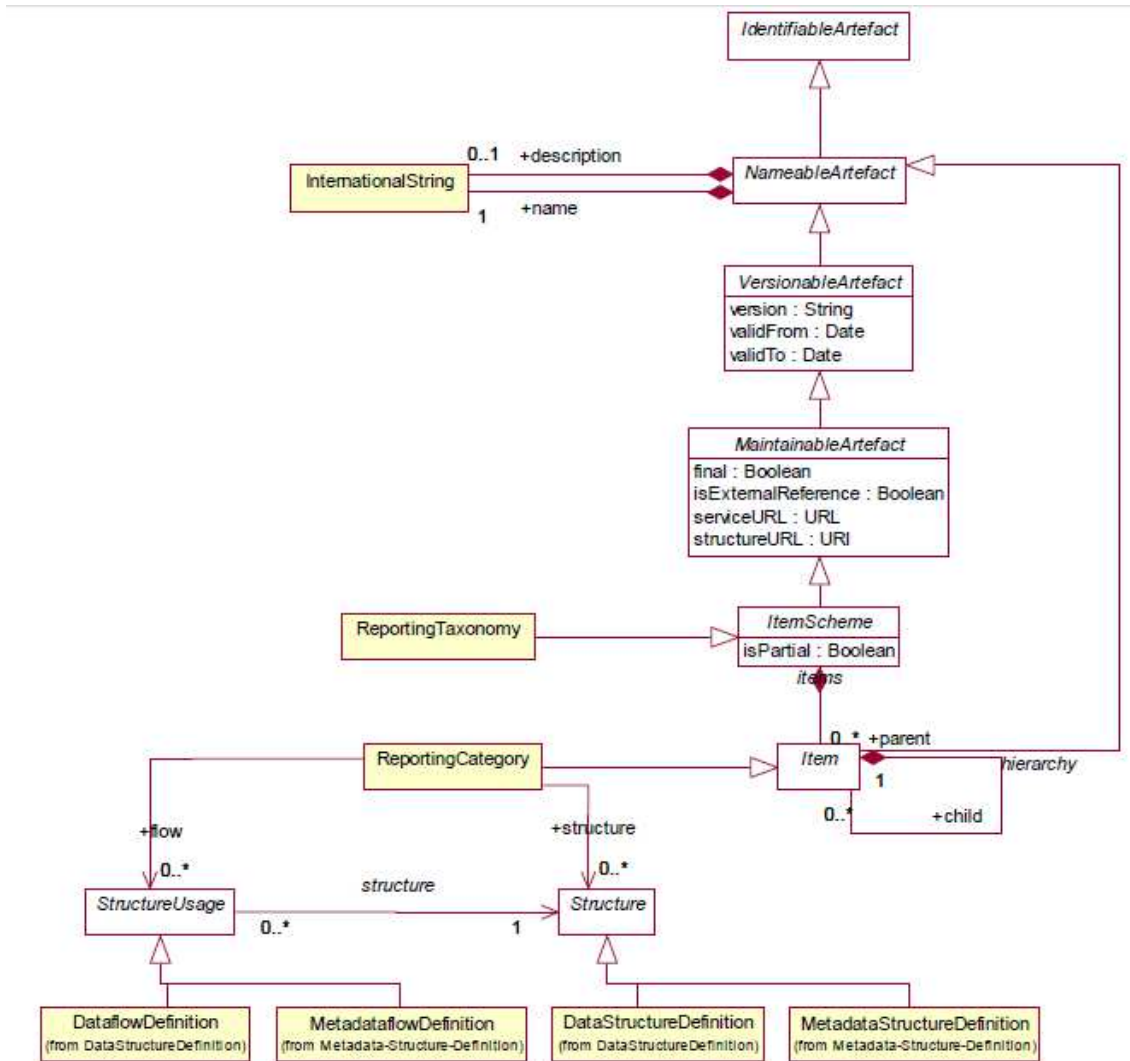 IdentifiableArtefact
0..1 +description
InternationalString
NameableArtefact
1 +name
VersionableArtefact
version : String
validFrom : Date
validTo : Date
MaintainableArtefact
final : Boolean
isExternalReference : Boolean
serviceURL : URL
structureURL : URI
ReportingTaxonomy
ItemScheme
isPartial : Boolean
items
0..* +parent
ReportingCategory
Item
hierarchy
1
0..* +child
+flow
+structure
0..*
0..*
structure
StructureUsage
Structure
0..* 1
DataflowDefinition
(from DataStructureDefinition)
MetadataflowDefinition
(from Metadata-Structure-Definition)
DataStructureDefinition
(from DataStructureDefinition)
MetadataStructureDefinition
(from Metadata-Structure-Definition)